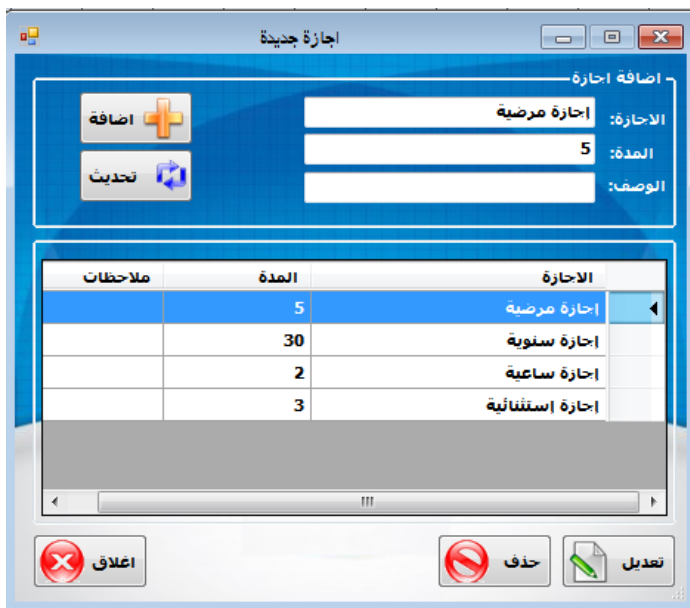 اجازة جديدة
اضافة اجازة
الاجازة: إجازة مرضية
اضافة
المدة: 5
تحديث
الوصف:
الاجازة المدة ملاحظات
إجازة مرضية 5
إجازة سنوية 30
إجازة ساعية 2
إجازة إستثنائية 3
تعديل حذف اغلاق